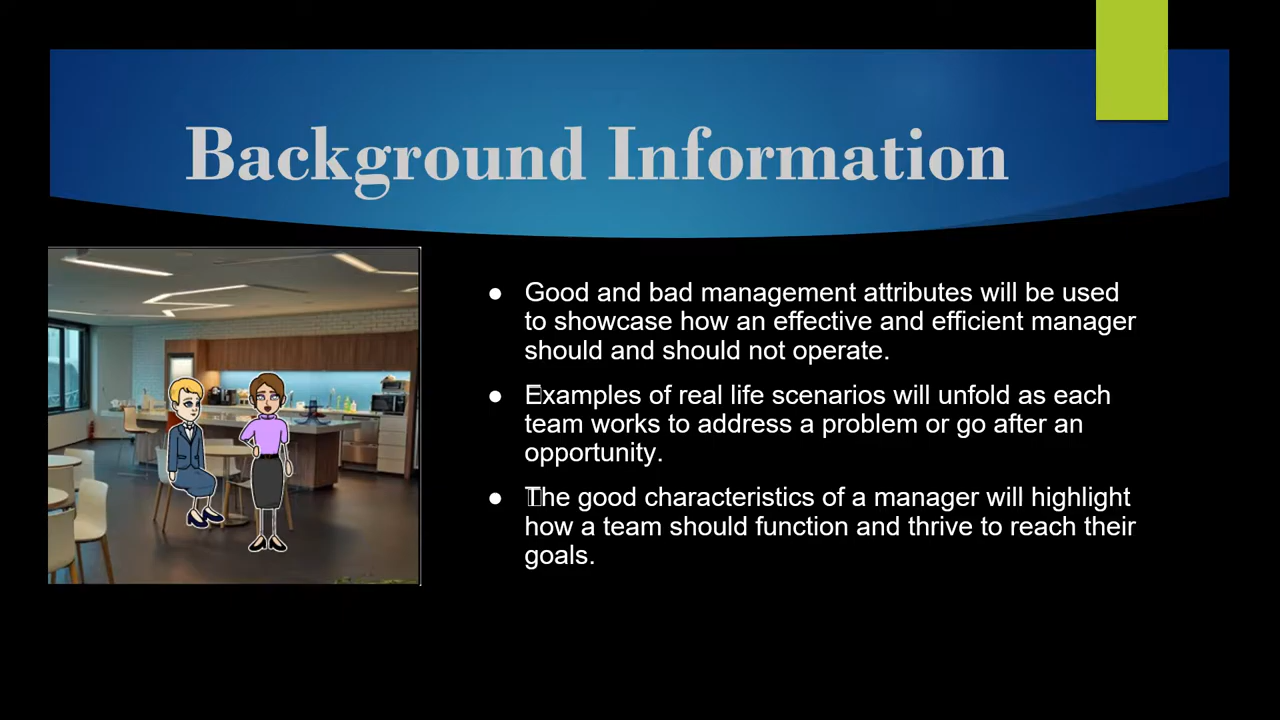 Background Information
● Good and bad management attributes will be used
to showcase how an effective and efficient manager
should and should not operate.
● Examples of real life scenarios will unfold as each
team works to address a problem or go after an
opportunity.
● The good characteristics of a manager will highlight
how a team should function and thrive to reach their
goals.